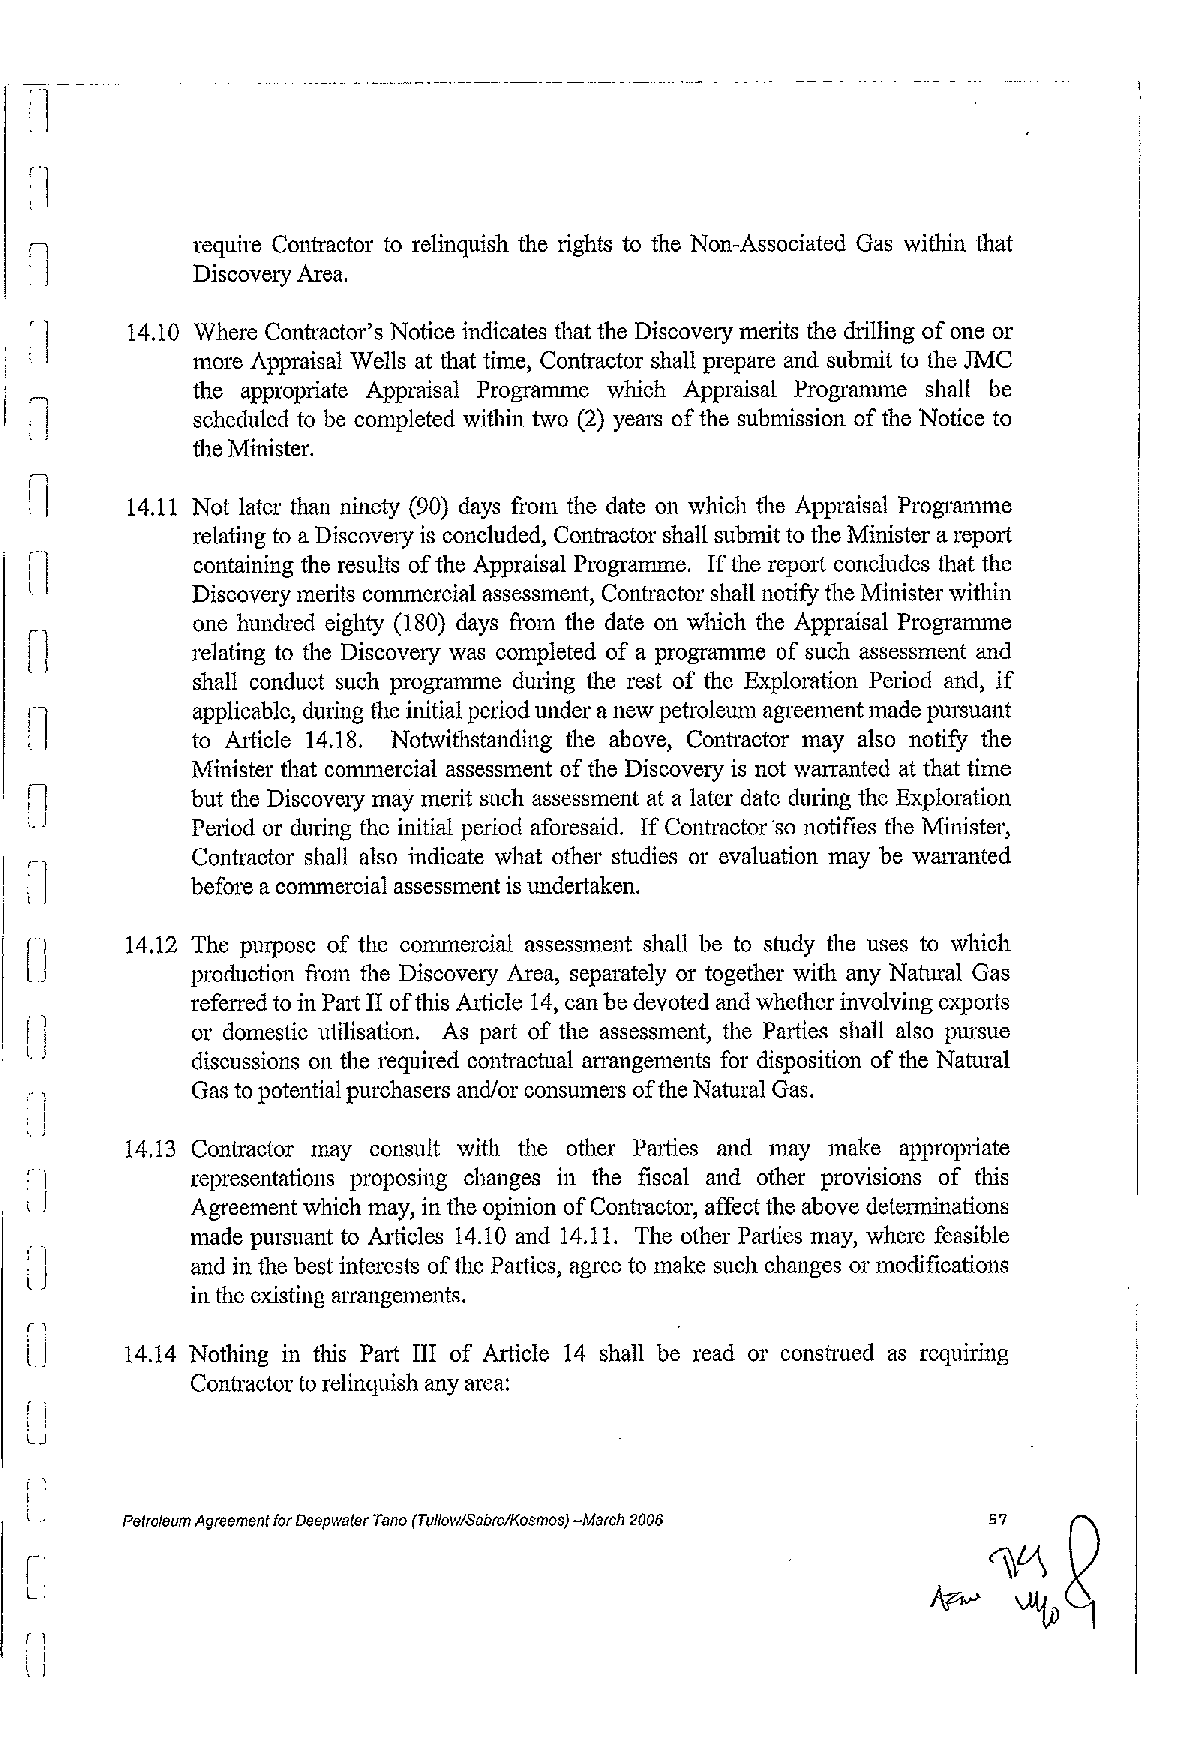 require Contractor to relinquish the rights to the Non-Associated Gas within that
Discovery Area.
14.10 Where Contractor's Notice indicates that the Discovery merits the drilling of one or
more Appraisal Wells at that time, Contractor shall prepare and submit to the JMC
the appropriate Appraisal Programme which Appraisal Programme shall be
scheduled to be completed within two (2) years of the submission of the Notice to
the Minister.
14.11 Not later than ninety (90) days from the date on which the Appraisal Programme
relating to a Discovery is concluded, Contractor shall submit to the Minister a report
containing the results of the Appraisal Programme. If the report concludes that the
Discovery merits commercial assessment, Contractor shall notify the Minister within
one hundred eighty (180) days from the date on which the Appraisal Programme
relating to the Discovery was completed of a programme of such assessment and
shall conduct such programme during the rest of the Exploration Period and, if
applicable, during the initial period under a new petroleum agreement made pursuant
to Article 14.18. Notwithstanding the above, Contractor may also notify the
Minister that commercial assessment of the Discovery is not warranted at that time
but the Discovery may merit such assessment at a later date during the Exploration
Period or during the initial period aforesaid. If Contractor so notifies the Minister,
Contractor shall also indicate what other studies or evaluation may be warranted
before a commercial assessment is undertaken.
14.12 The purpose of the commercial assessment shall be to study the uses to which
production from the Discovery Area, separately or together with any Natural Gas
referred to in Part II of this Article 14, can be devoted and whether involving exports
or domestic utilisation. As part of the assessment, the Parties shall also pursue
discussions on the required contractual arrangements for disposition of the Natural
Gas to potential purchasers and/or consumers of the Natural Gas.
14.13 Contractor may consult with the other Parties and may make appropriate
representations proposing changes in the fiscal and other provisions of this
Agreement which may, in the opinion of Contractor, affect the above determinations
made pursuant to Articles 14.10 and 14.11. The other Parties may, where feasible
and in the best interests of the Parties, agree to make such changes or modifications
in the existing arrangements.
14.14 Nothing in this Part III of Article 14 shall be read or construed as requiring
Contractor to relinquish any area:
Petroleum Agreement for Deepwater Tano (Tullow/Sabre/Kosmos) –March 2006 57